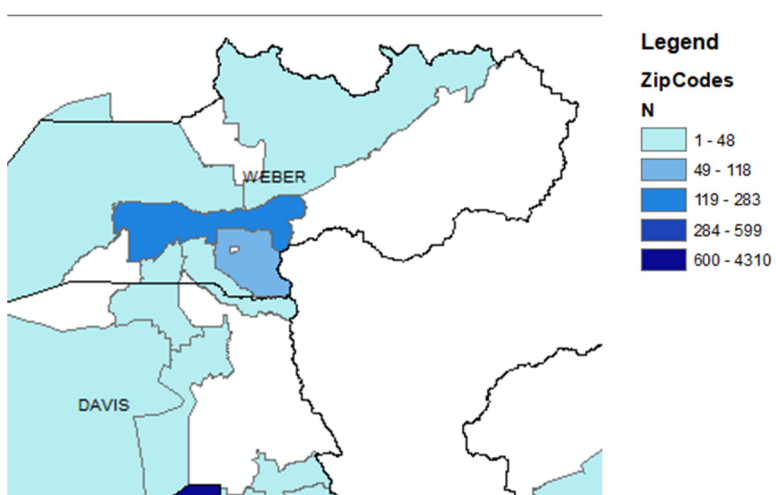 Legend
ZipCodes
N
1 - 48
49 - 118
119 - 283
284 - 599
600 - 4310
WEBER
DAVIS